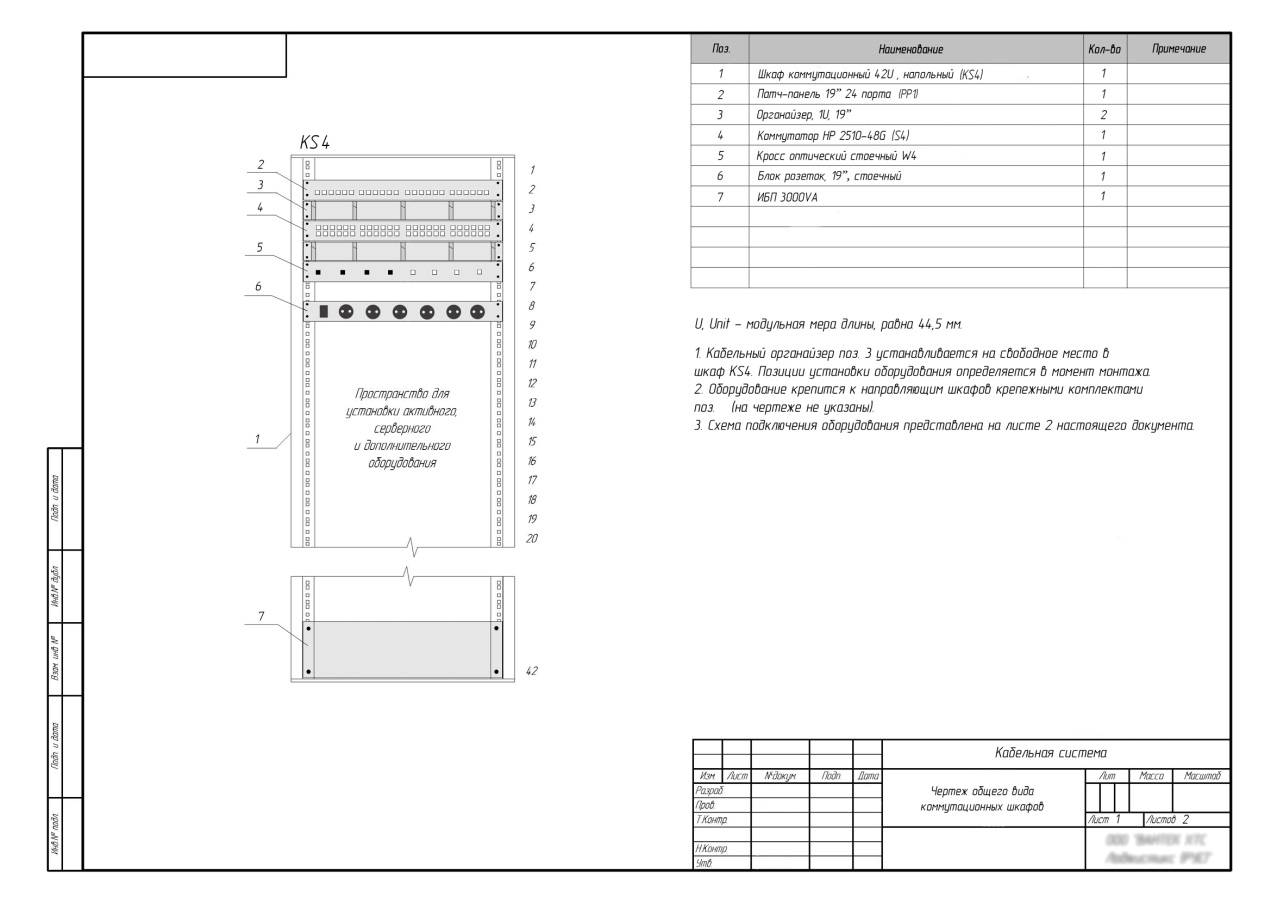 KS4
2
3
4
5
6
1
7
1
2
3
4
5
6
7
8
9
10
11
12
13
14
15
16
17
18
19
20
42
Пространство для
установки активного,
серверного
и дополнительного
оборудования
Поз. Наименование Кол-во Примечание
1 Шкаф коммутационный 42U , напольный (KS4) 1
2 Патч-панель 19” 24 порта (PP1) 1
3 Органайзер, 1U, 19” 2
4 Коммутатор HP 2510-48G (S4) 1
5 Кросс оптический стоечный W4 1
6 Блок розеток, 19”, стоечный 1
7 ИБП 3000VA 1
U, Unit – модульная мера длины, равна 44,5 мм.
1. Кабельный органайзер поз. 3 устанавливается на свободное место в
шкаф KS4. Позиции установки оборудования определяется в момент монтажа.
2. Оборудование крепится к направляющим шкафов крепежными комплектами
поз. (на чертеже не указаны).
3. Схема подключения оборудования представлена на листе 2 настоящего документа.
Подп и дата
Инв № дубл
Взам инв №
Подп и дата
Инв № подл
Кабельная система
Изм Лист №докум Подп Дата
Разраб.
Пров.
Т.Контр.
Н.Контр.
Утв.
Чертеж общего вида
коммутационных шкафов
Лит Масса Масштаб
Лист 1 Листов 2